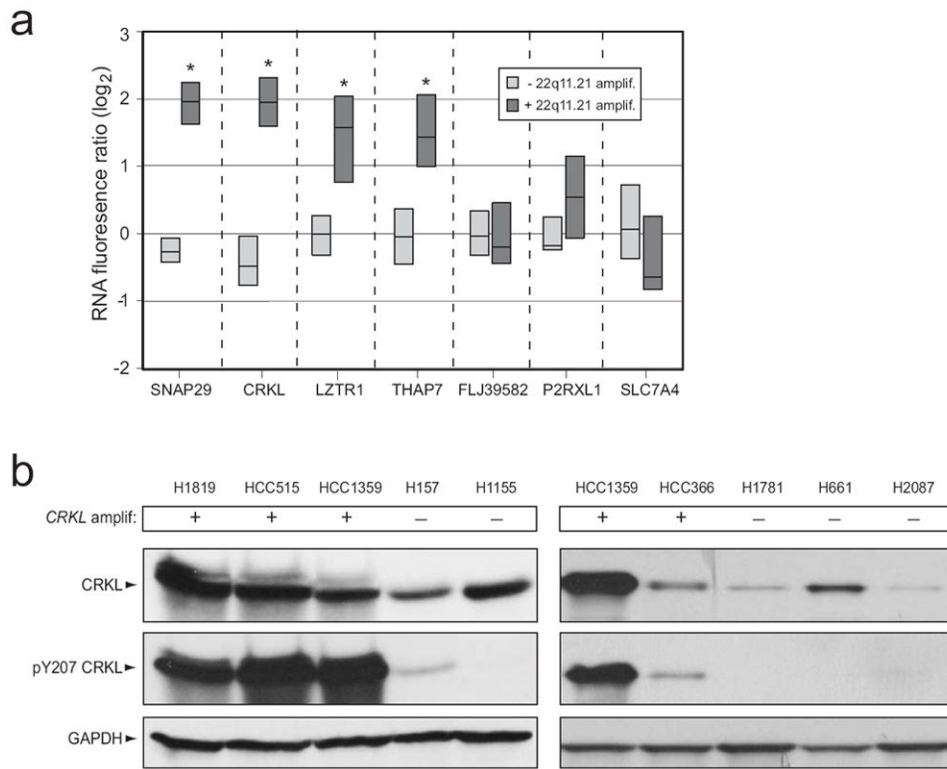 a
RNA fluoresence ratio (log2)
3
2
1
0
-1
-2
* * * *
- 22q11.21 amplif.
+ 22q11.21 amplif.
SNAP29 CRKL LZTR1 THAP7 FLJ39582 P2RXL1 SLC7A4
b
H1819 HCC515 HCC1359 H157 H1155 HCC1359 HCC366 H1781 H661 H2087
CRKL amplif: + + + – – + + – – –
CRKL►
pY207 CRKL►
GAPDH►